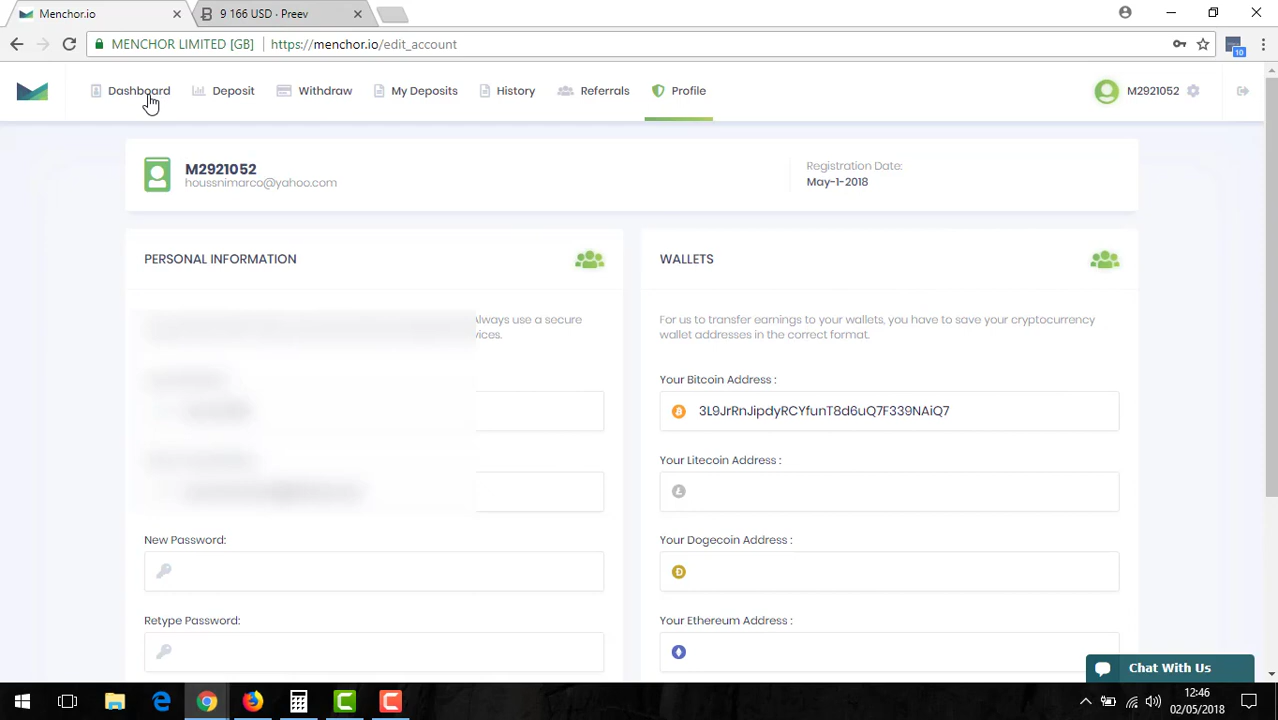 Menchor.io
9 166 USD · Preev
MENCHOR LIMITED [GB] https://menchor.io/edit_account
10
Dashboard Deposit Withdraw My Deposits History Referrals Profile M2921052
M2921052
houssnimarco@yahoo.com
Registration Date:
May-1-2018
PERSONAL INFORMATION
Always use a secure
WALLETS
For us to transfer earnings to your wallets, you have to save your cryptocurrency
wallet addresses in the correct format.
Your Bitcoin Address :
3L9JrRnJipdyRCYfunT8d6uQ7F339NAiQ7
Your Litecoin Address :
New Password:
Your Dogecoin Address :
Retype Password:
Your Ethereum Address :
Chat With Us
12:46
02/05/2018